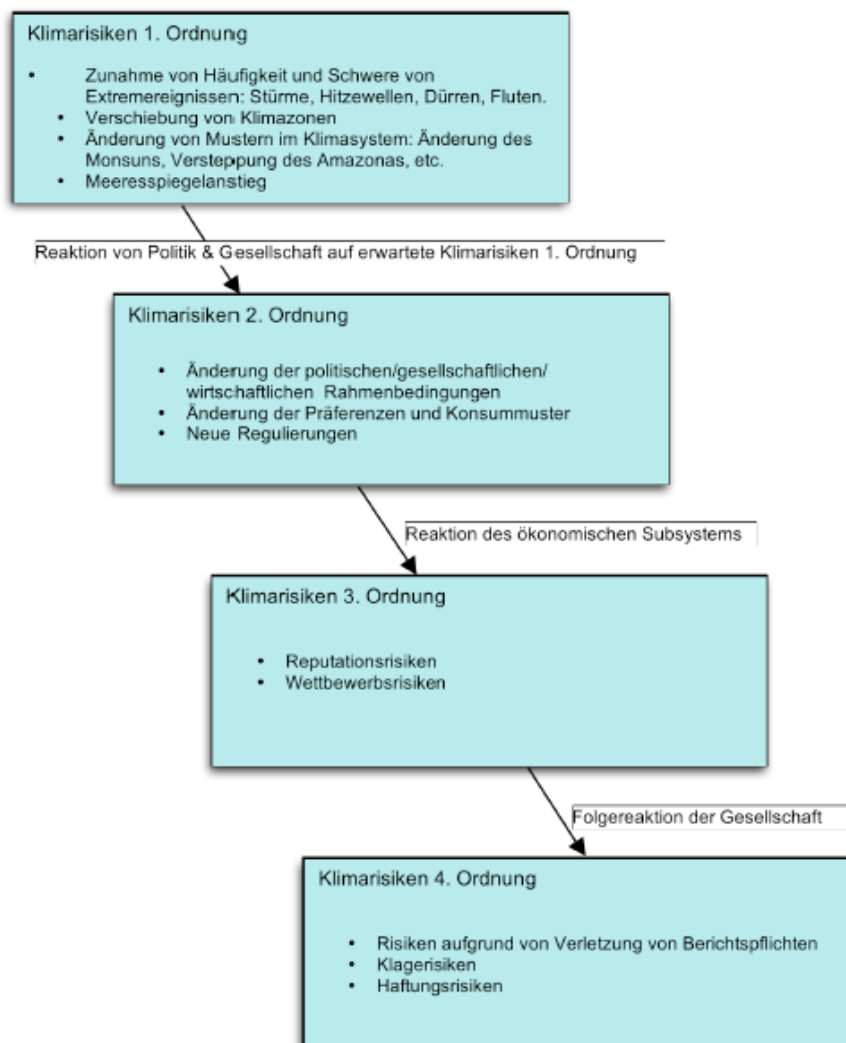 Klimarisiken 1. Ordnung
• Zunahme von Häufigkeit und Schwere von
Extremereignissen: Stürme, Hitzewellen, Dürren, Fluten.
• Verschiebung von Klimazonen
• Änderung von Mustern im Klimasystem: Änderung des
Monsuns, Versteppung des Amazonas, etc.
• Meeresspiegelanstieg
Reaktion von Politik & Gesellschaft auf erwartete Klimarisiken 1. Ordnung
Klimarisiken 2. Ordnung
• Änderung der politischen/gesellschaftlichen/
wirtschaftlichen Rahmenbedingungen
• Änderung der Präferenzen und Konsummuster
• Neue Regulierungen
Reaktion des ökonomischen Subsystems
Klimarisiken 3. Ordnung
• Reputationsrisiken
• Wettbewerbsrisiken
Folgereaktion der Gesellschaft
Klimarisiken 4. Ordnung
• Risiken aufgrund von Verletzung von Berichtspflichten
• Klagerisiken
• Haftungsrisiken